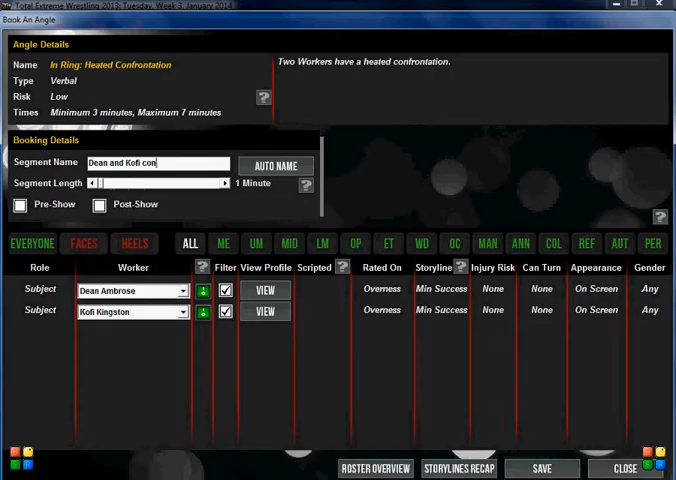 Total Extreme Wrestling 2013: Tuesday, Week 3, January 2014
Book An Angle
Angle Details
Name In Ring: Heated Confrontation
Two Workers have a heated confrontation.
Type Verbal
Risk Low
?
Times Minimum 3 minutes, Maximum 7 minutes
Booking Details
Segment Name Dean and Kofi con AUTO NAME
Segment Length 1 Minute ?
Pre-Show Post-Show
?
EVERYONE FACES HEELS ALL ME UM MID LM OP ET WD OC MAN ANN COL REF AUT PER
Role Worker ? Filter View Profile Scripted ? Rated On Storyline ? Injury Risk Can Turn Appearance Gender
Subject Dean Ambrose VIEW Overness Min Success None None On Screen Any
Subject Kofi Kingston VIEW Overness Min Success None None On Screen Any
S R S R
ROSTER OVERVIEW STORYLINES RECAP SAVE CLOSE